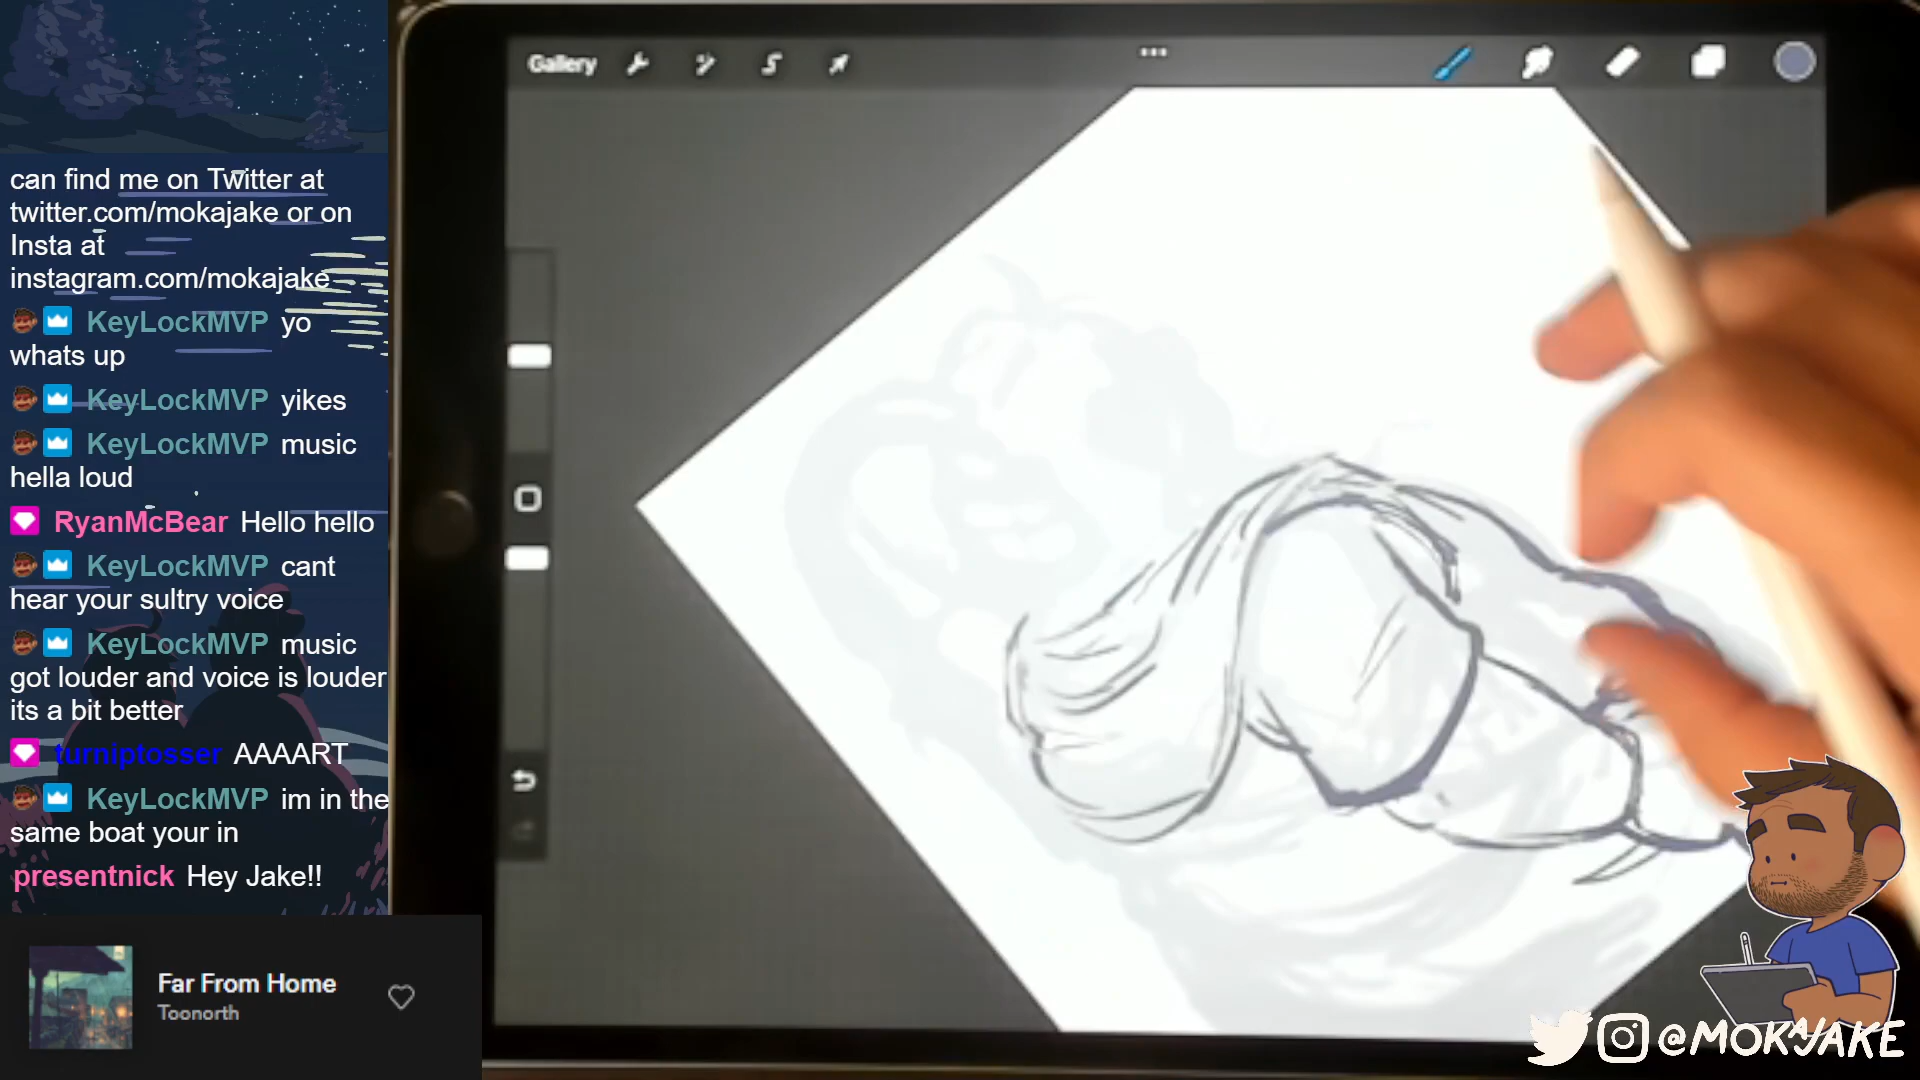 Gallery
can find me on Twitter at
twitter.com/mokajake or on
Insta at
instagram.com/mokajake
KeyLockMVP yo
whats up
KeyLockMVP yikes
KeyLockMVP music
hella loud
RyanMcBear Hello hello
KeyLockMVP cant
hear your sultry voice
KeyLockMVP music
got louder and voice is louder
its a bit better
turniptosser AAAART
KeyLockMVP im in the
same boat your in
presentnick Hey Jake!!
Far From Home
Toonorth
@MOKAJAKE